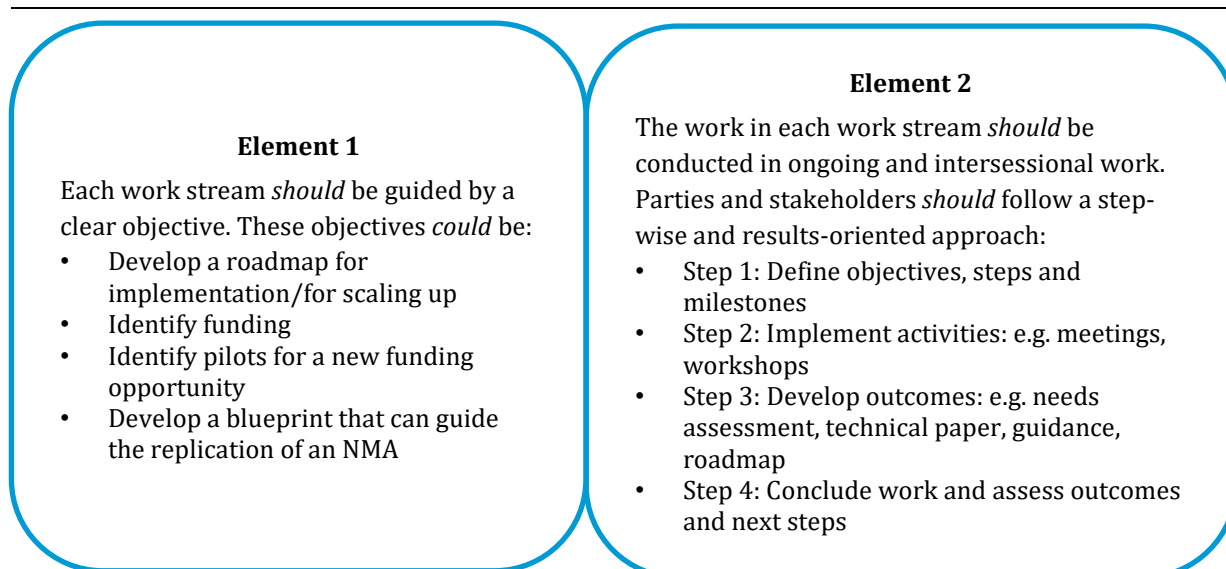 Element 1
Each work stream should be guided by a
clear objective. These objectives could be:
• Develop a roadmap for
implementation/for scaling up
• Identify funding
• Identify pilots for a new funding
opportunity
• Develop a blueprint that can guide
the replication of an NMA
Element 2
The work in each work stream should be
conducted in ongoing and intersessional work.
Parties and stakeholders should follow a step-
wise and results-oriented approach:
• Step 1: Define objectives, steps and
milestones
• Step 2: Implement activities: e.g. meetings,
workshops
• Step 3: Develop outcomes: e.g. needs
assessment, technical paper, guidance,
roadmap
• Step 4: Conclude work and assess outcomes
and next steps